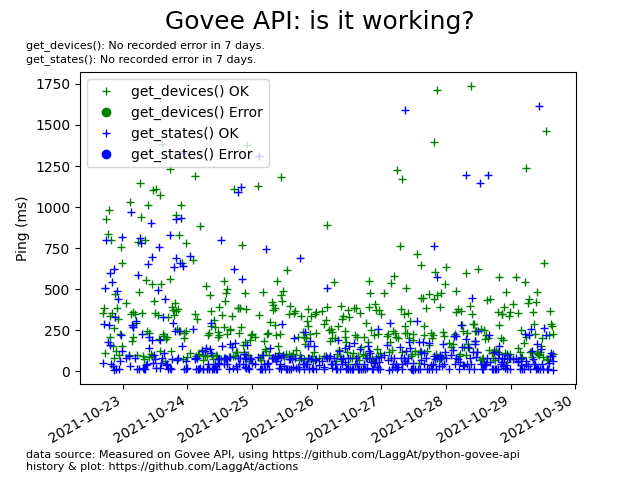 Govee API: is it working?
get_devices(): No recorded error in 7 days.
get_states(): No recorded error in 7 days.
get_devices() OK
get_devices() Error
get_states() OK
get_states() Error
Ping (ms)
1750
1500
1250
1000
750
500
250
0
2021-10-23
2021-10-24
2021-10-25
2021-10-26
2021-10-27
2021-10-28
2021-10-29
2021-10-30
data source: Measured on Govee API, using https://github.com/LaggAt/python-govee-api
history & plot: https://github.com/LaggAt/actions